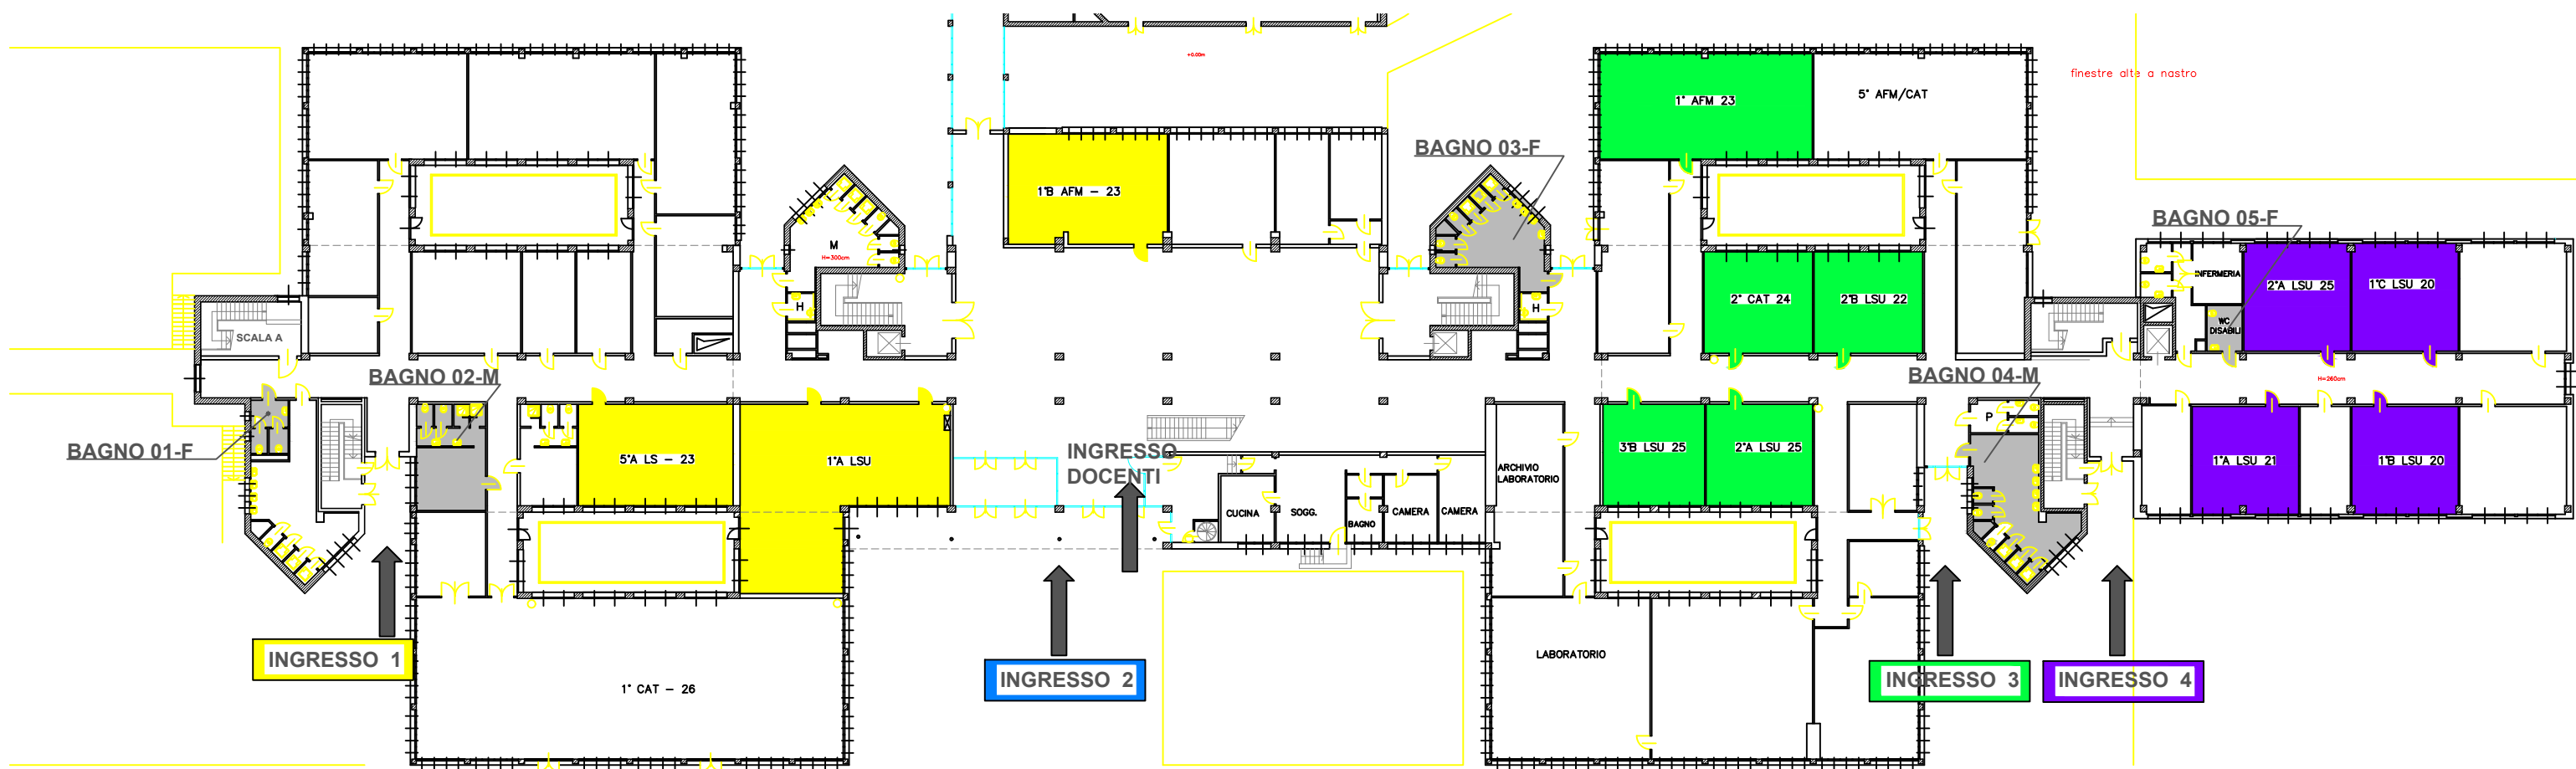 +0.00m
finestre alte a nastro
1° AFM 23
5° AFM/CAT
BAGNO 03-F
1°B AFM - 23
BAGNO 05-F
M
H=300cm
H
H
INFERMERIA
2°A LSU 25
1°C LSU 20
2° CAT 24
2°B LSU 22
WC
DISABILI
SCALA A
BAGNO 02-M
BAGNO 04-M
H=260cm
P
BAGNO 01-F
5°A LS - 23
1°A LSU
INGRESSO
DOCENTI
ARCHIVIO
LABORATORIO
3°B LSU 25
2°A LSU 25
1°A LSU 21
1°B LSU 20
CUCINA
SOGG.
BAGNO
CAMERA
CAMERA
INGRESSO 1
1° CAT - 26
INGRESSO 2
LABORATORIO
INGRESSO 3
INGRESSO 4